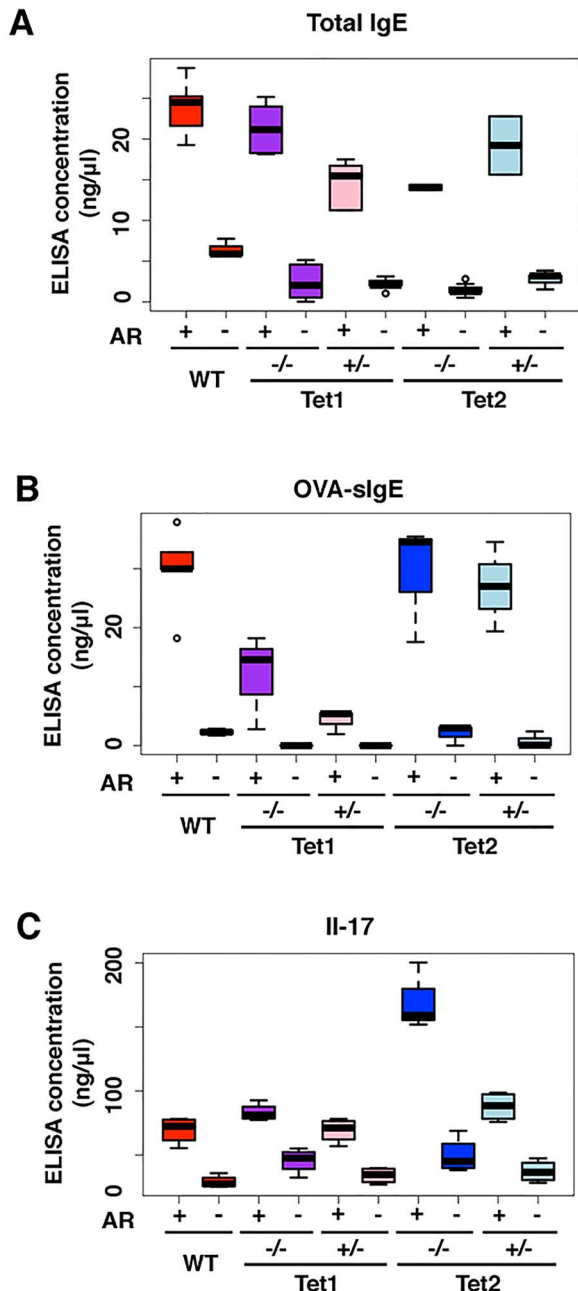 A
Total IgE
ELISA concentration
(ng/µl)
20
10
0
AR + - + - + - + - + -
-/- +/- -/- +/-
WT
Tet1 Tet2
B
OVA-sIgE
ELISA concentration
(ng/µl)
20
0
AR + - + - + - + - + -
-/- +/- -/- +/-
WT
Tet1 Tet2
C
Il-17
ELISA concentration
(ng/µl)
200
100
0
AR + - + - + - + - + -
-/- +/- -/- +/-
WT
Tet1 Tet2